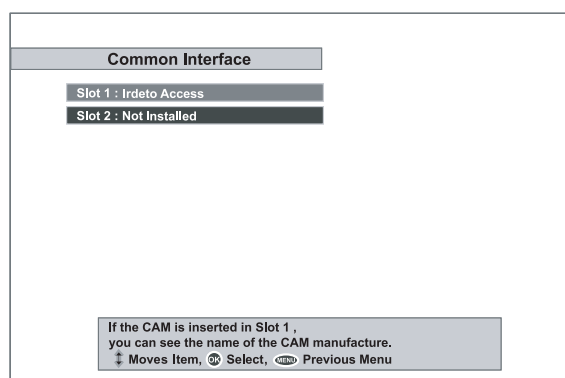 Common Interface
Slot 1 : Irdeto Access
Slot 2 : Not Installed
If the CAM is inserted in Slot 1 ,
you can see the name of the CAM manufacture.
Moves Item, OK Select, MENU Previous Menu